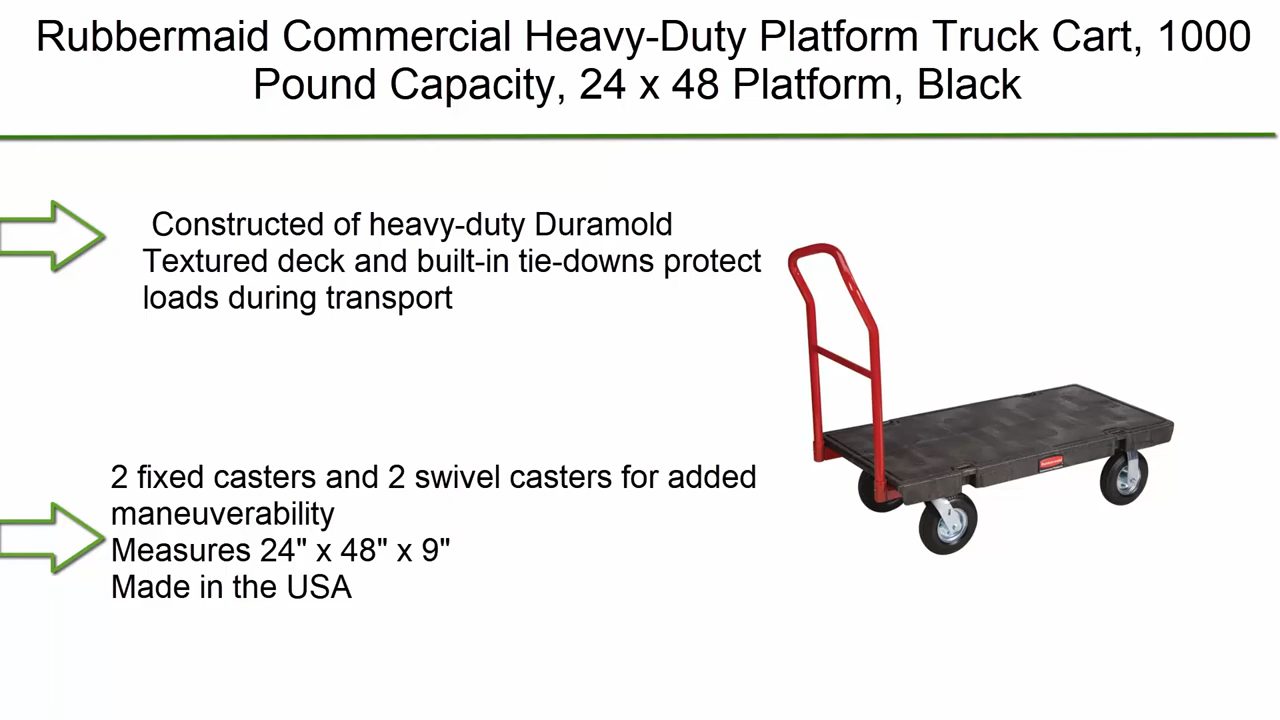 Rubbermaid Commercial Heavy-Duty Platform Truck Cart, 1000
Pound Capacity, 24 x 48 Platform, Black
Constructed of heavy-duty Duramold
Textured deck and built-in tie-downs protect
loads during transport
2 fixed casters and 2 swivel casters for added
maneuverability
Measures 24" x 48" x 9"
Made in the USA